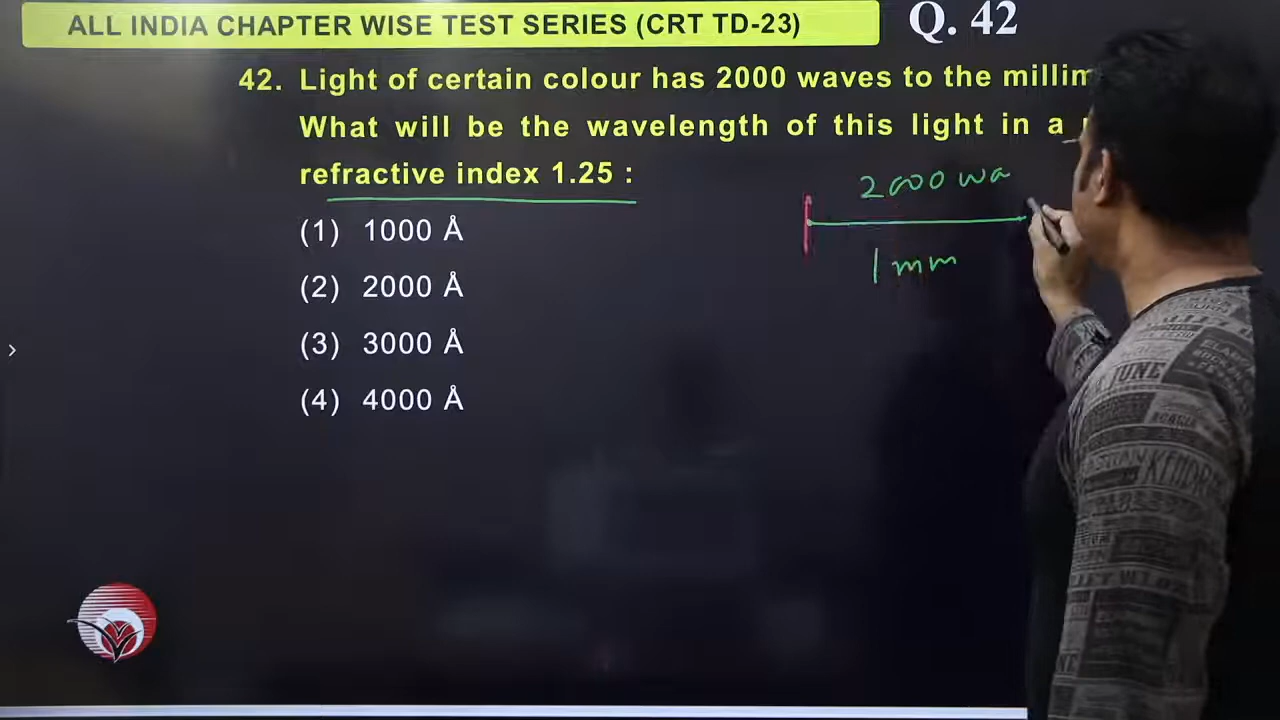 ALL INDIA CHAPTER WISE TEST SERIES (CRT TD-23) Q. 42
42. Light of certain colour has 2000 waves to the
What will be the wavelength of this light in a
refractive index 1.25 :
2000 wa
(1) 1000 Å
1 mm
(2) 2000 Å
(3) 3000 Å
(4) 4000 Å
JUNE